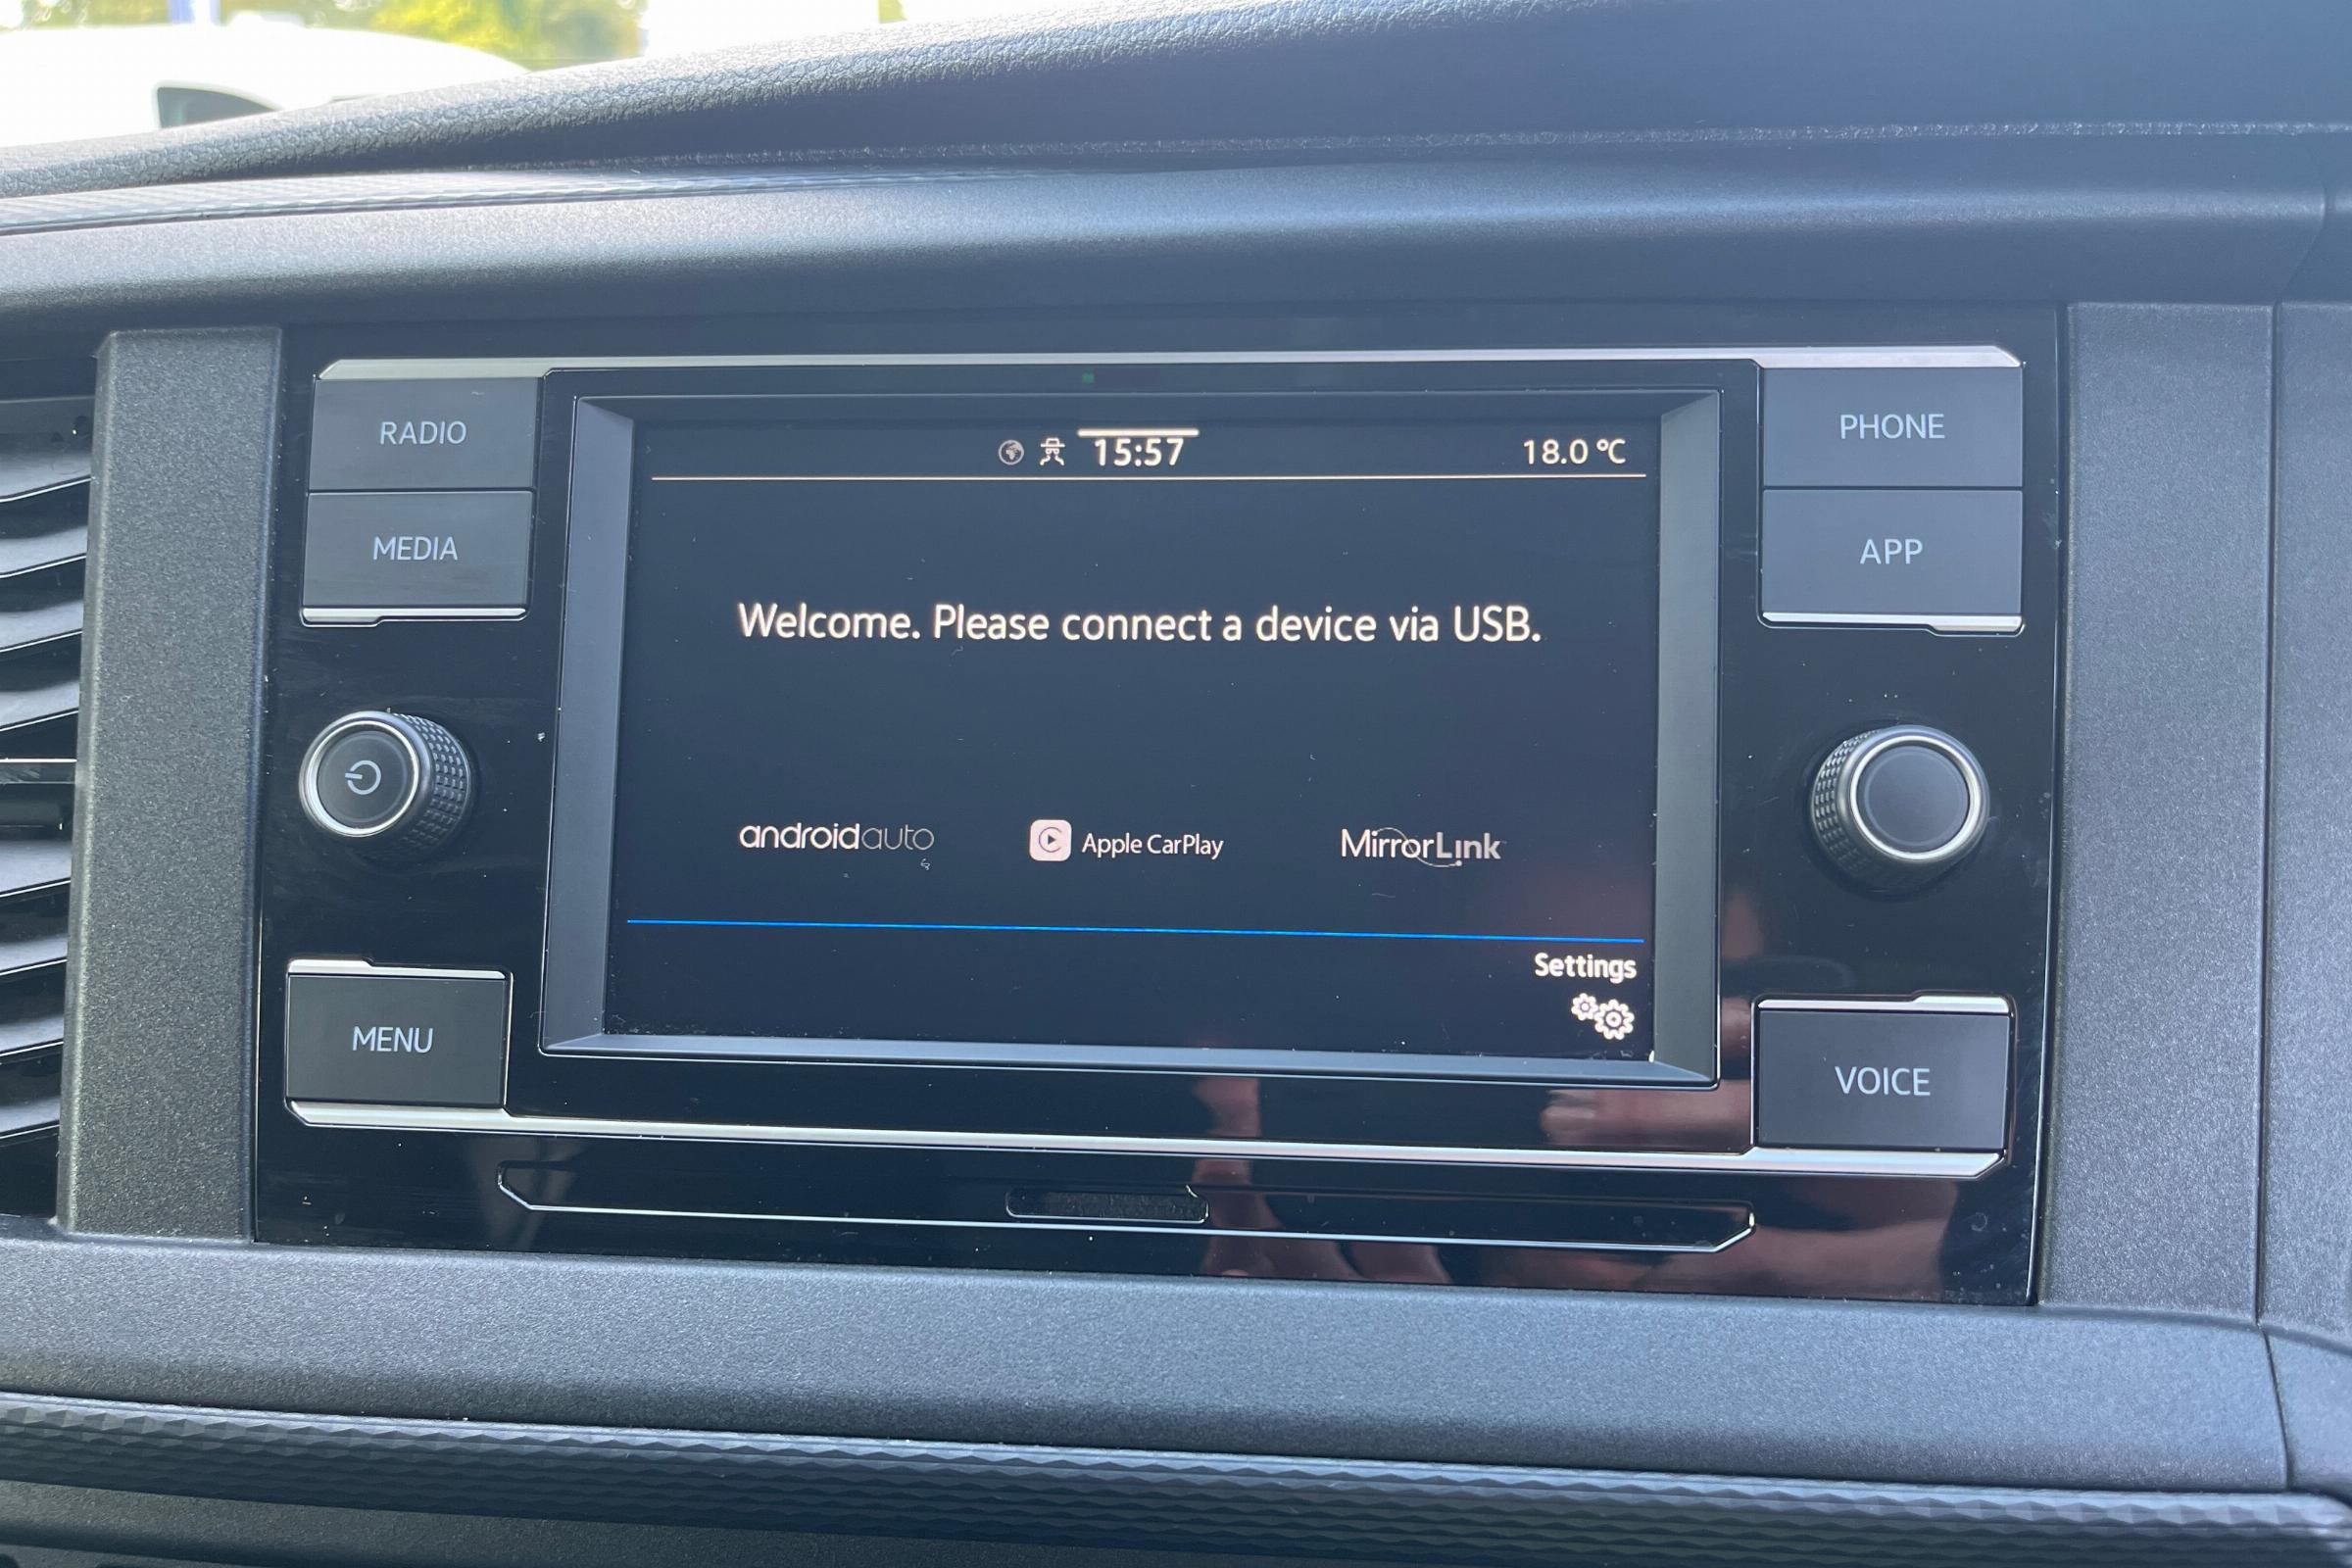 RADIO
MEDIA
MENU
15:57
18.0 °C
Welcome. Please connect a device via USB.
androidauto
Apple CarPlay
MirrorLink
Settings
PHONE
APP
VOICE